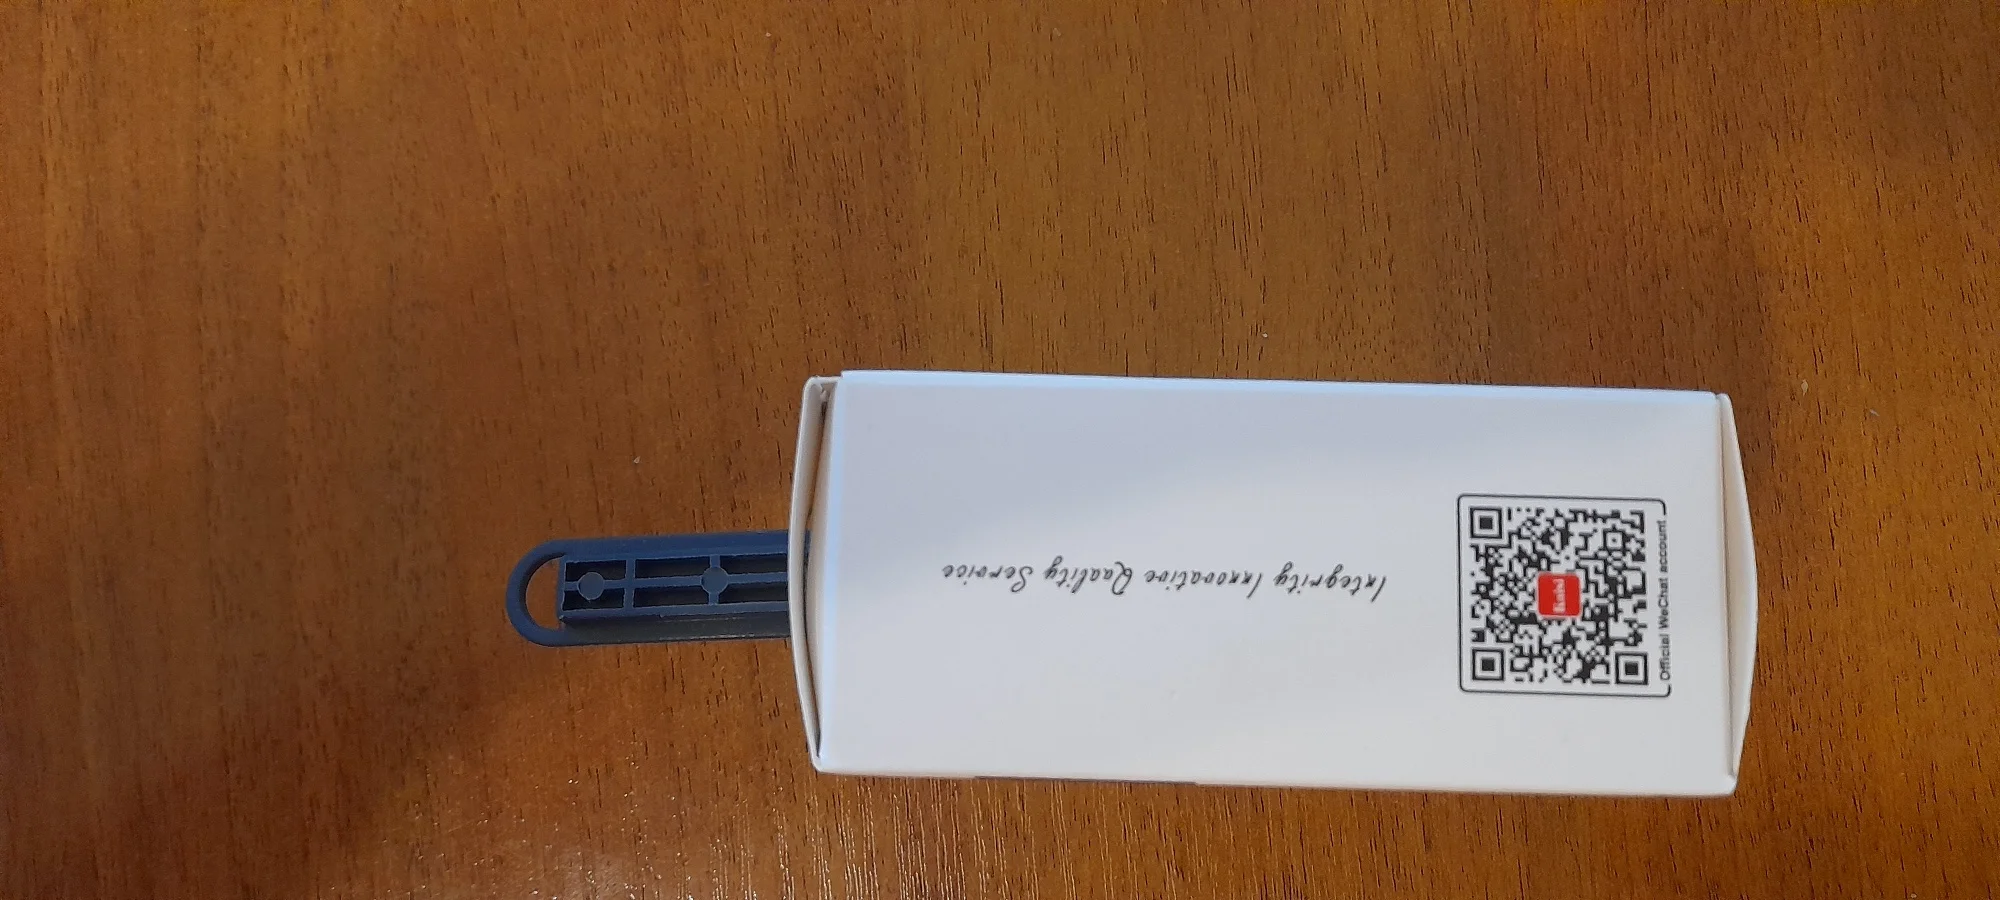 Integrity Innovative Quality Service
Official WeChat account